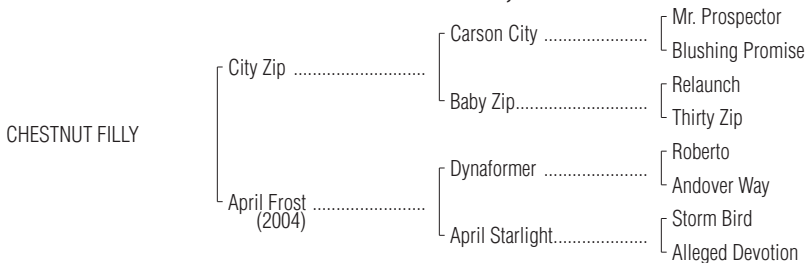 Mr. Prospector
Carson City ......................
Blushing Promise
City Zip ............................
Relaunch
Baby Zip............................
Thirty Zip
CHESTNUT FILLY
Roberto
Dynaformer ......................
Andover Way
April Frost ........................
(2004)
Storm Bird
April Starlight....................
Alleged Devotion